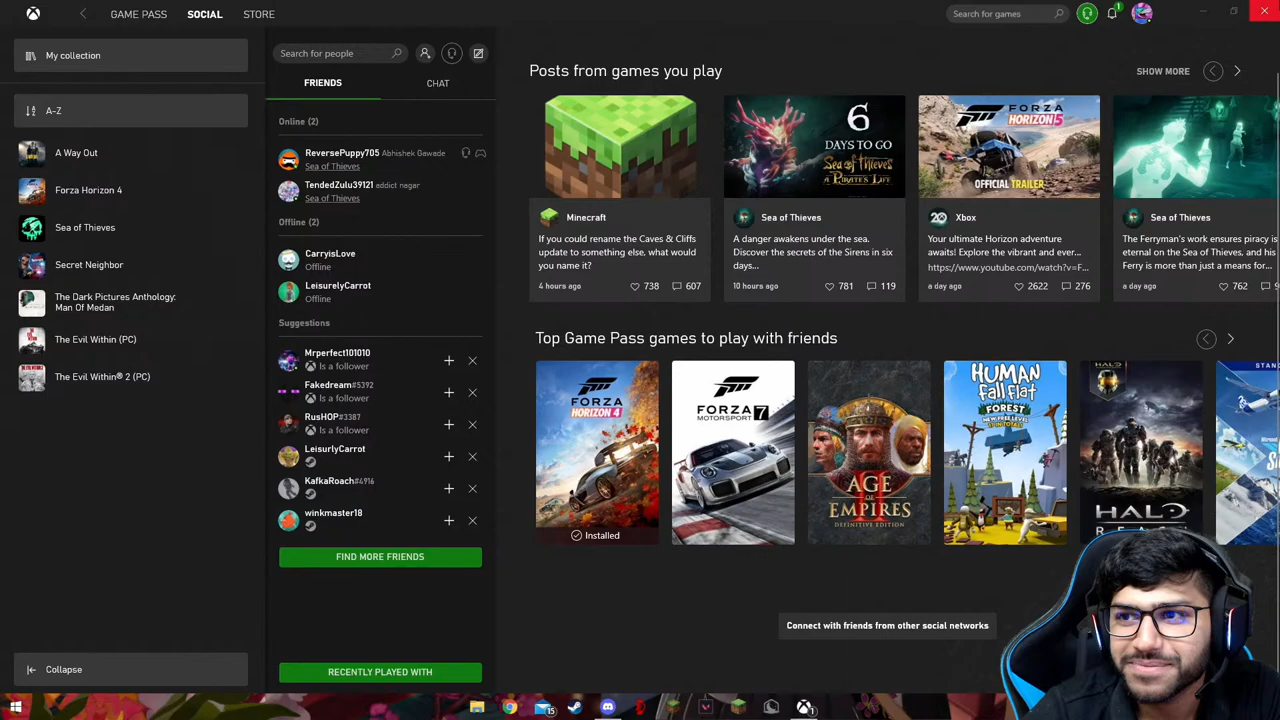 GAME PASS
SOCIAL
STORE
Search for games
1
My collection
A-Z
A Way Out
Forza Horizon 4
Sea of Thieves
Secret Neighbor
The Dark Pictures Anthology:
Man Of Medan
The Evil Within (PC)
The Evil Within® 2 (PC)
Collapse
Search for people
FRIENDS
CHAT
Online (2)
ReversePuppy705 Abhishek Gawade
Sea of Thieves
TendedZulu39121 addict nagar
Sea of Thieves
Offline (2)
CarryisLove
Offline
LeisurelyCarrot
Offline
Suggestions
Mrperfect101010
Is a follower
Fakedream#5392
Is a follower
RusHOP#3387
Is a follower
LeisurlyCarrot
KafkaRoach#4916
winkmaster18
FIND MORE FRIENDS
RECENTLY PLAYED WITH
Posts from games you play
SHOW MORE
Minecraft
If you could rename the Caves & Cliffs
update to something else, what would
you name it?
4 hours ago
738
607
6
DAYS TO GO
Sea of Thieves
A PIRATE'S LIFE
Sea of Thieves
A danger awakens under the sea.
Discover the secrets of the Sirens in six
days...
10 hours ago
781
119
FORZA
HORIZON 5
OFFICIAL TRAILER
20
Xbox
Your ultimate Horizon adventure
awaits! Explore the vibrant and ever...
https://www.youtube.com/watch?v=F...
a day ago
2622
276
Sea of Thieves
The Ferryman's work ensures piracy is
eternal on the Sea of Thieves, and his
Ferry is more than just a means for...
a day ago
762
9
Top Game Pass games to play with friends
FORZA
HORIZON 4
Installed
FORZA
MOTORSPORT 7
AGE
OF
EMPIRES
II
DEFINITIVE EDITION
HUMAN
fall flat
FOREST
NEW FREE LEVEL
HALO
REACH
STAN
Connect with friends from other social networks
15
1